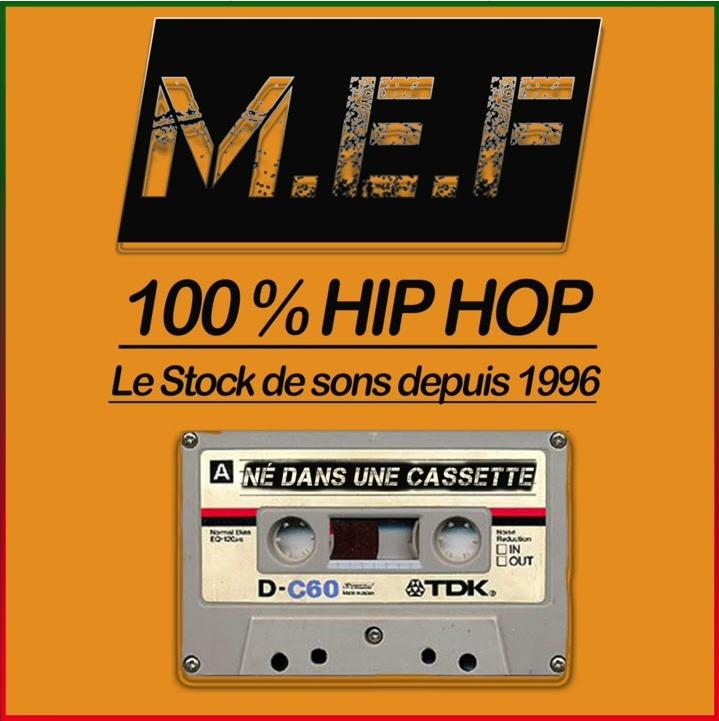 M.E.F
100 % HIP HOP
Le Stock de sons depuis 1996
A NÉ DANS UNE CASSETTE
Normal Bias
EQ-120µs
Noise
Reduction
IN
OUT
D-C60
TDK